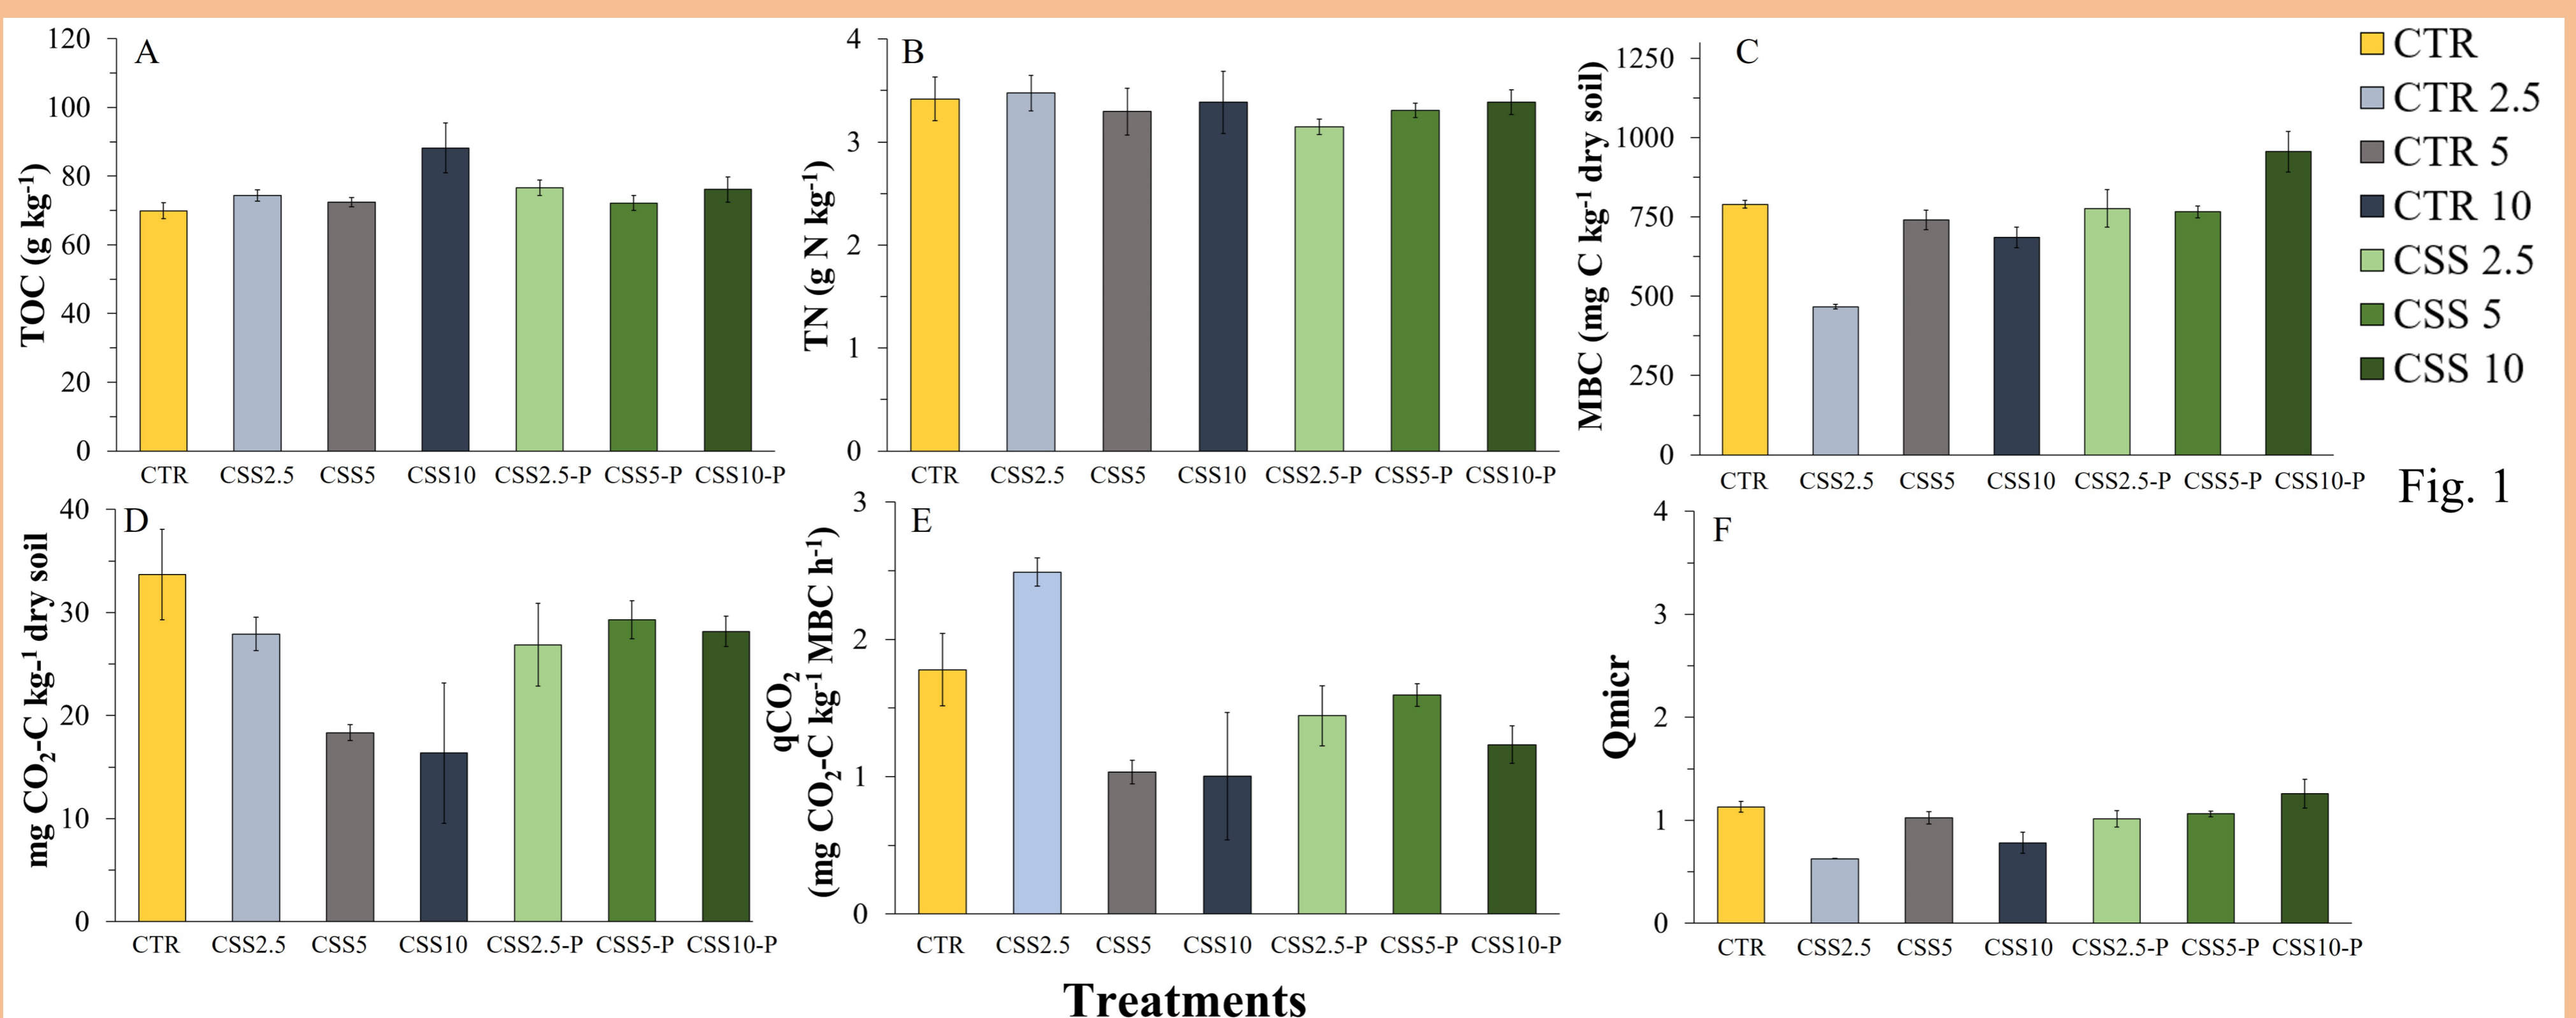 A
TOC (g kg-1)
120
100
80
60
40
20
0
CTR CSS2.5 CSS5 CSS10 CSS2.5-P CSS5-P CSS10-P
B
TN (g N kg-1)
4
3
2
1
0
CTR CSS2.5 CSS5 CSS10 CSS2.5-P CSS5-P CSS10-P
C
MBC (mg C kg-1 dry soil)
1250
1000
750
500
250
0
CTR CSS2.5 CSS5 CSS10 CSS2.5-P CSS5-P CSS10-P
CTR
CTR 2.5
CTR 5
CTR 10
CSS 2.5
CSS 5
CSS 10
Fig. 1
D
mg CO2-C kg-1 dry soil
40
30
20
10
0
CTR CSS2.5 CSS5 CSS10 CSS2.5-P CSS5-P CSS10-P
E
qCO2
(mg CO2-C kg-1 MBC h-1)
3
2
1
0
CTR CSS2.5 CSS5 CSS10 CSS2.5-P CSS5-P CSS10-P
F
Qmicr
4
3
2
1
0
CTR CSS2.5 CSS5 CSS10 CSS2.5-P CSS5-P CSS10-P
Treatments